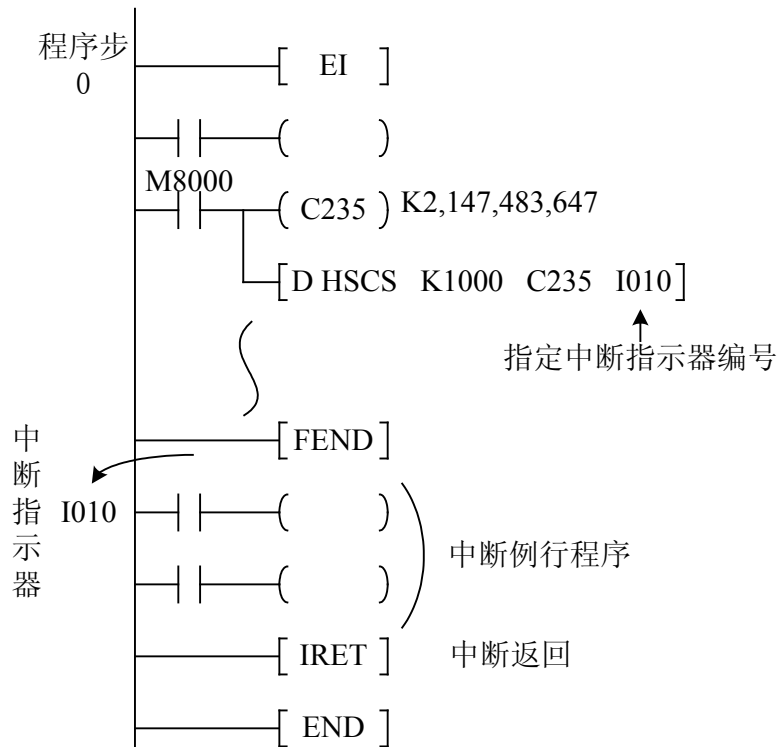 程序步
0
[ EI ]
M8000
( C235 ) K2,147,483,647
[D HSCS K1000 C235 I010]
指定中断指示器编号
[FEND]
中断指示器
I010
中断例行程序
[IRET]
中断返回
[END]